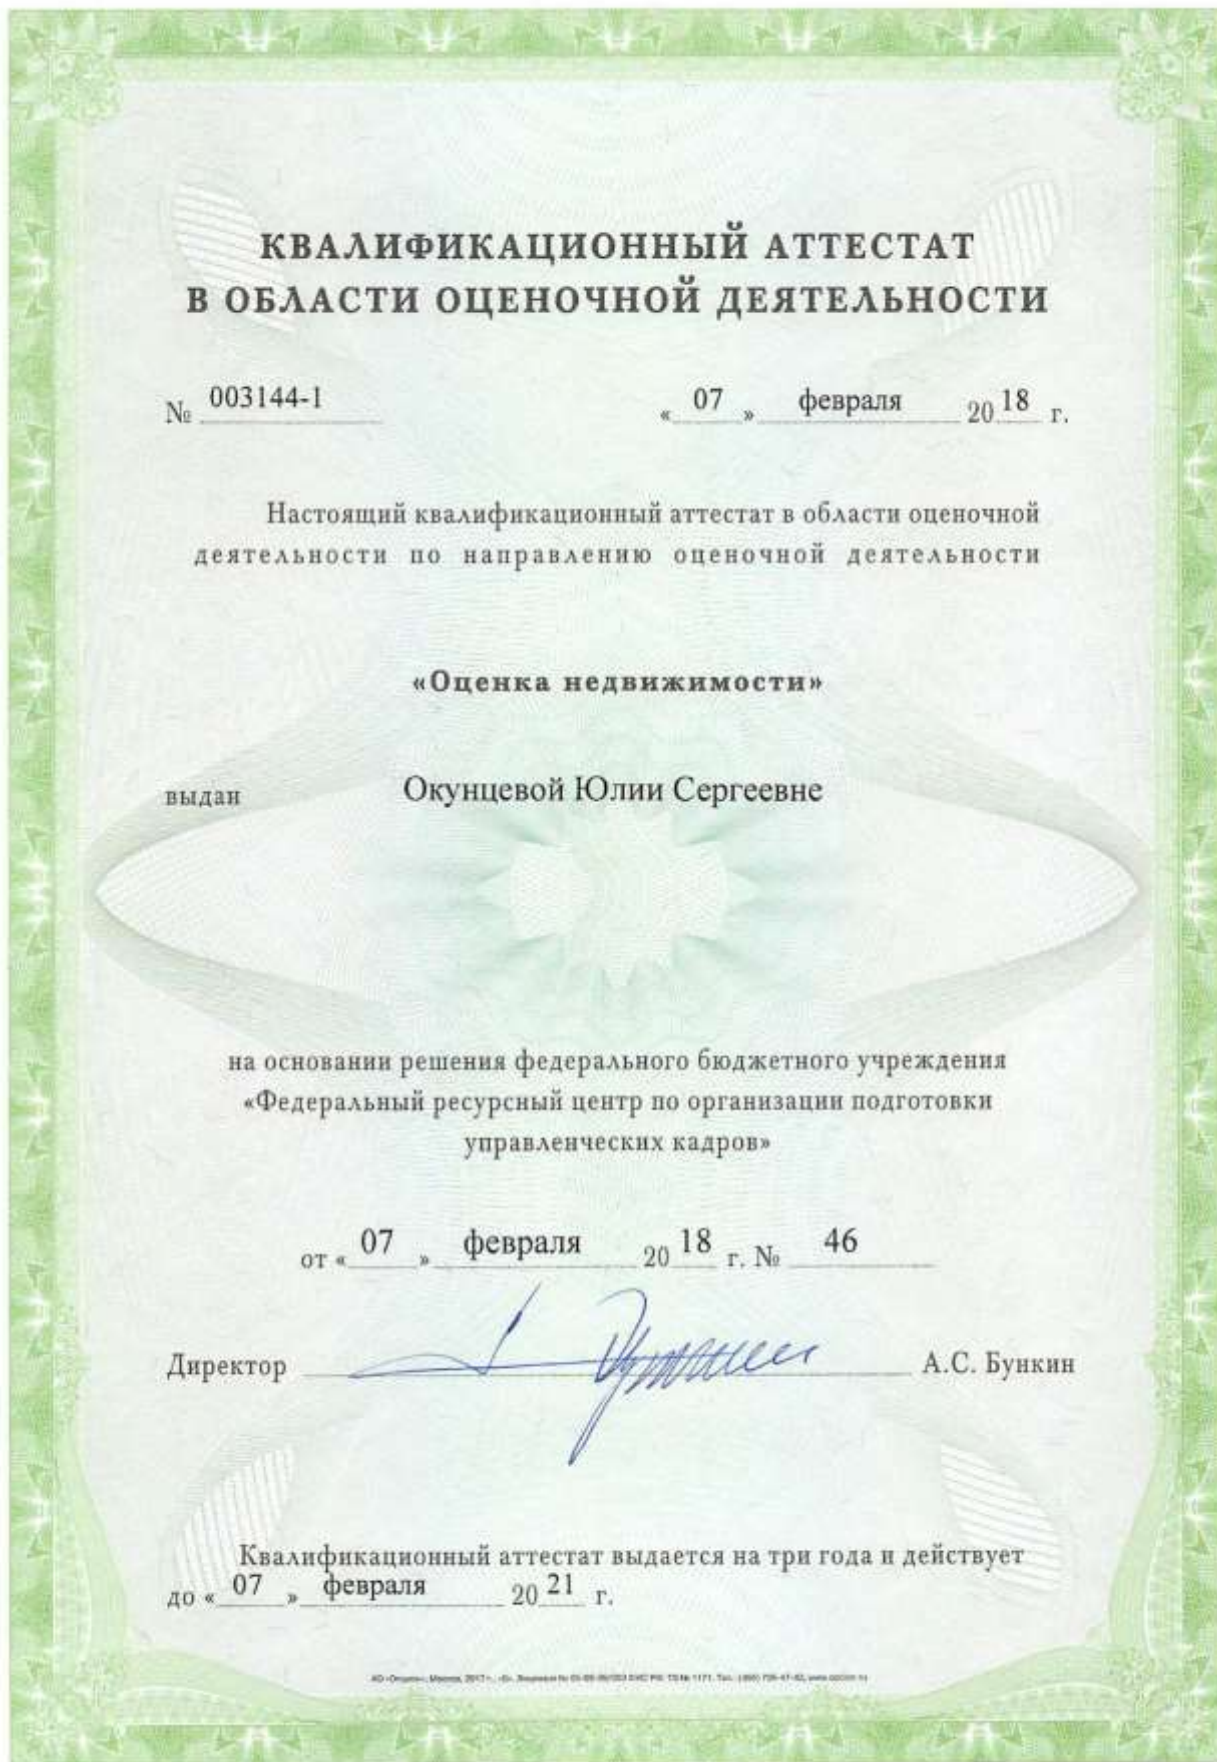 КВАЛИФИКАЦИОННЫЙ АТТЕСТАТ
В ОБЛАСТИ ОЦЕНОЧНОЙ ДЕЯТЕЛЬНОСТИ
№ 003144-1 « 07 » февраля 20 18 г.
Настоящий квалификационный аттестат в области оценочной
деятельности по направлению оценочной деятельности
«Оценка недвижимости»
выдан Окунцевой Юлии Сергеевне
на основании решения федерального бюджетного учреждения
«Федеральный ресурсный центр по организации подготовки
управленческих кадров»
от « 07 » февраля 20 18 г. № 46
Директор А.С. Бункин
Квалификационный аттестат выдается на три года и действует
до « 07 » февраля 20 21 г.